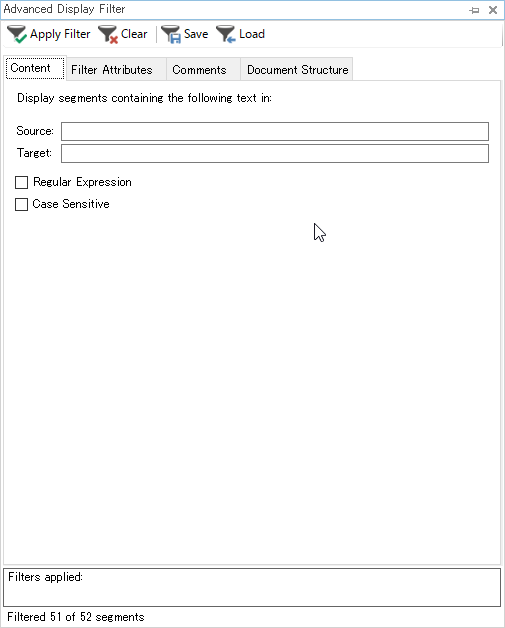 Advanced Display Filter
Apply Filter Clear Save Load
Content Filter Attributes Comments Document Structure
Display segments containing the following text in:
Source:
Target:
Regular Expression
Case Sensitive
Filters applied:
Filtered 51 of 52 segments